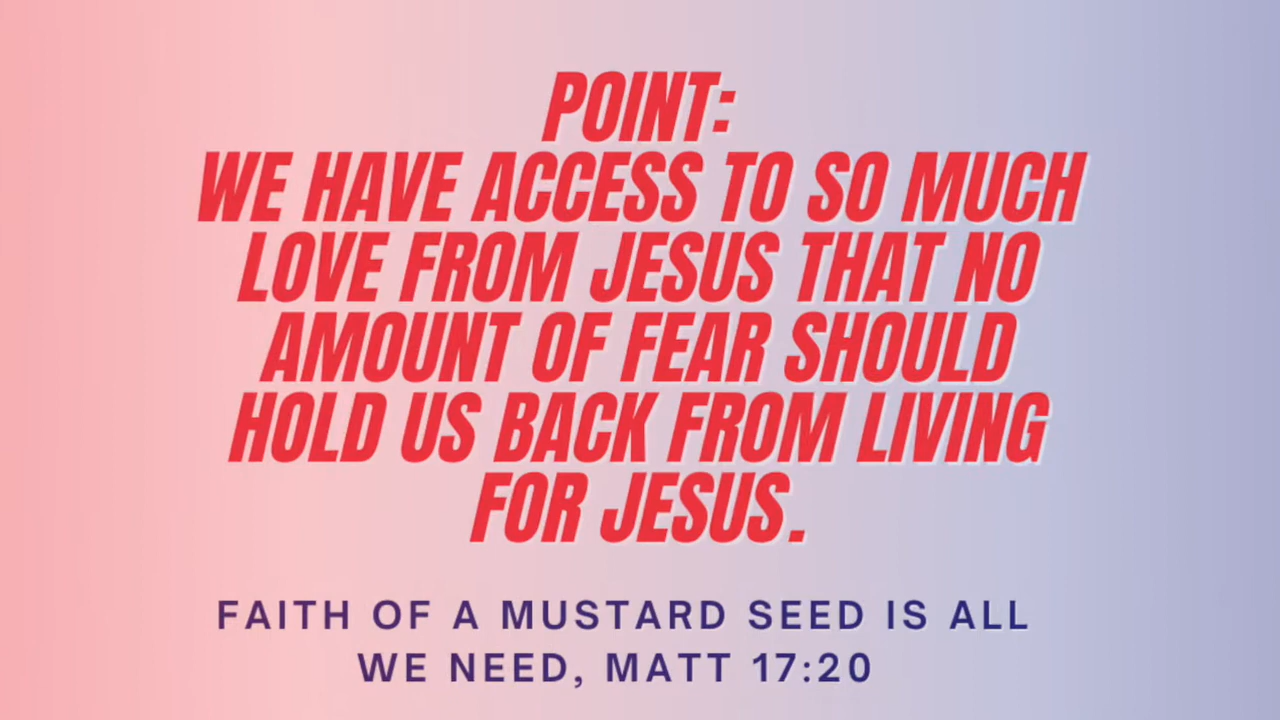 POINT:
WE HAVE ACCESS TO SO MUCH
LOVE FROM JESUS THAT NO
AMOUNT OF FEAR SHOULD
HOLD US BACK FROM LIVING
FOR JESUS.
FAITH OF A MUSTARD SEED IS ALL
WE NEED, MATT 17:20